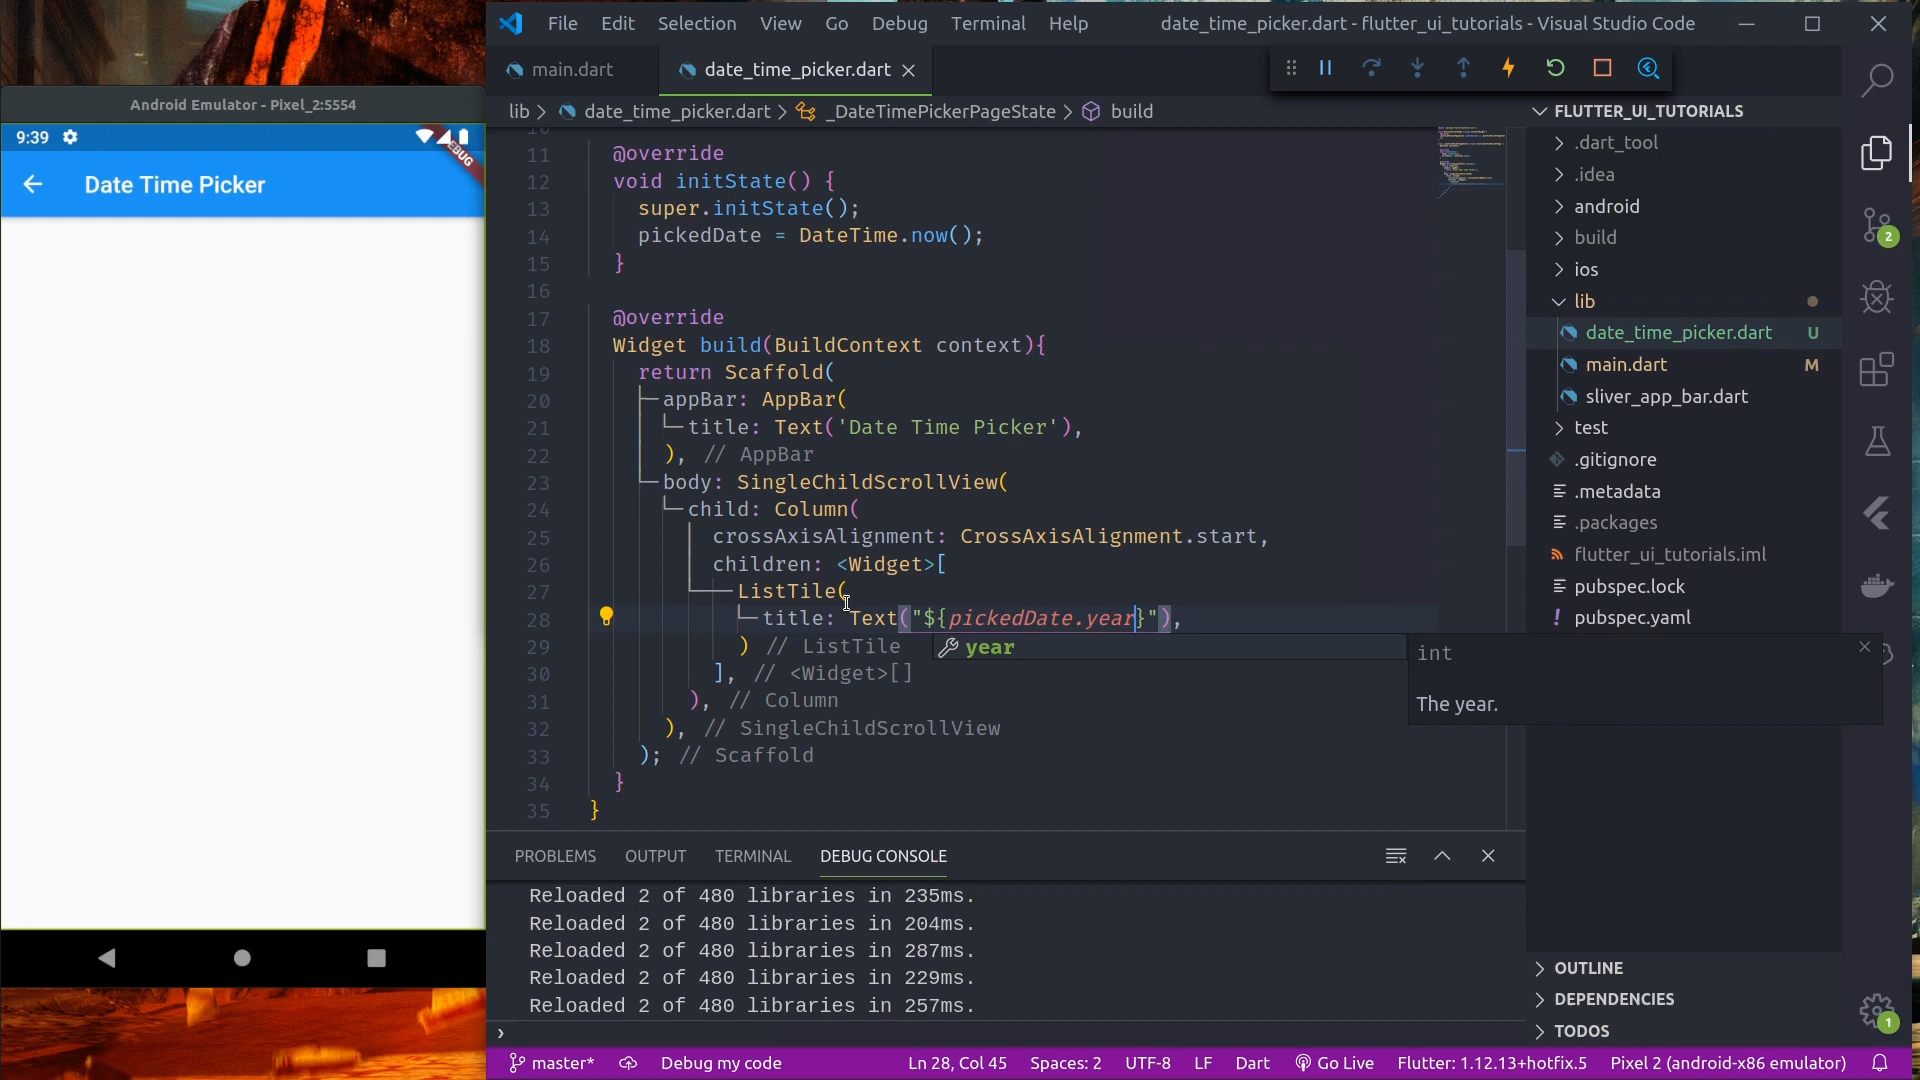 File Edit Selection View Go Debug Terminal Help
date_time_picker.dart - flutter_ui_tutorials - Visual Studio Code
main.dart
date_time_picker.dart
lib > date_time_picker.dart > _DateTimePickerPageState > build
Android Emulator - Pixel_2:5554
9:39
DEBUG
Date Time Picker
10
11 @override
12 void initState() {
13 super.initState();
14 pickedDate = DateTime.now();
15 }
16
17 @override
18 Widget build(BuildContext context){
19 return Scaffold(
20 appBar: AppBar(
21 title: Text('Date Time Picker'),
22 ), // AppBar
23 body: SingleChildScrollView(
24 child: Column(
25 crossAxisAlignment: CrossAxisAlignment.start,
26 children: <Widget>[
27 ListTile(
28 title: Text("${pickedDate.year}"),
29 ) // ListTile
30 ], // <Widget>[]
31 ), // Column
32 ), // SingleChildScrollView
33 ); // Scaffold
34 }
35 }
year
int
The year.
FLUTTER_UI_TUTORIALS
.dart_tool
.idea
android
build
ios
lib
date_time_picker.dart U
main.dart M
sliver_app_bar.dart
test
.gitignore
.metadata
.packages
flutter_ui_tutorials.iml
pubspec.lock
pubspec.yaml
OUTLINE
DEPENDENCIES
TODOS
2
1
PROBLEMS OUTPUT TERMINAL DEBUG CONSOLE
Reloaded 2 of 480 libraries in 235ms.
Reloaded 2 of 480 libraries in 204ms.
Reloaded 2 of 480 libraries in 287ms.
Reloaded 2 of 480 libraries in 229ms.
Reloaded 2 of 480 libraries in 257ms.
master* Debug my code Ln 28, Col 45 Spaces: 2 UTF-8 LF Dart Go Live Flutter: 1.12.13+hotfix.5 Pixel 2 (android-x86 emulator)